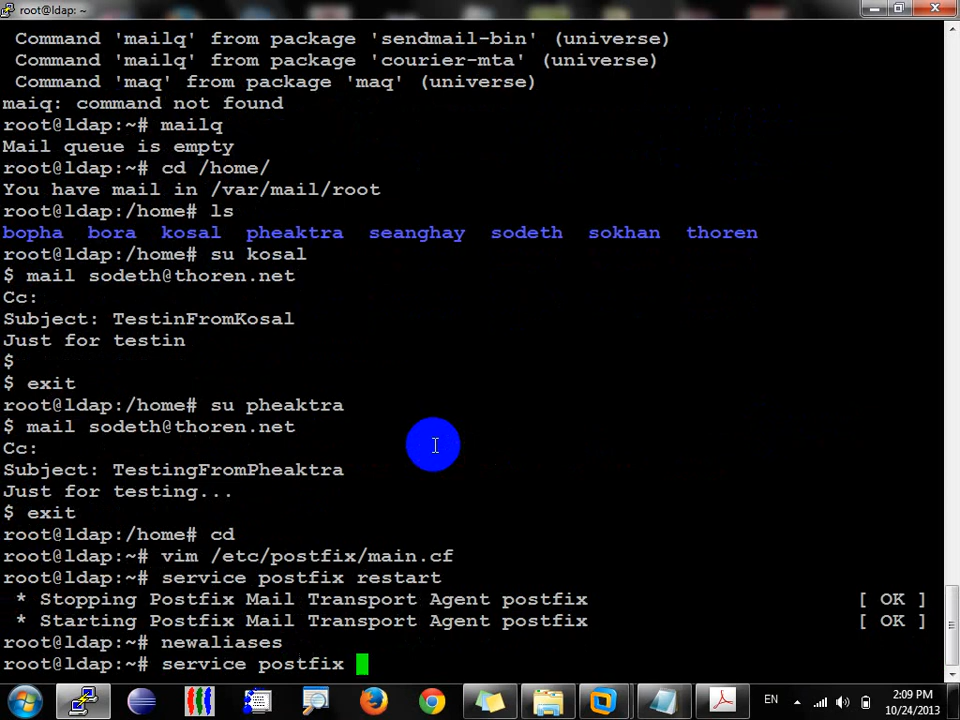 root@ldap: ~
Command 'mailq' from package 'sendmail-bin' (universe)
Command 'mailq' from package 'courier-mta' (universe)
Command 'maq' from package 'maq' (universe)
maiq: command not found
root@ldap:~# mailq
Mail queue is empty
root@ldap:~# cd /home/
You have mail in /var/mail/root
root@ldap:/home# ls
bopha bora kosal pheaktra seanghay sodeth sokhan thoren
root@ldap:/home# su kosal
$ mail sodeth@thoren.net
Cc:
Subject: TestinFromKosal
Just for testin
$
$ exit
root@ldap:/home# su pheaktra
$ mail sodeth@thoren.net
Cc:
Subject: TestingFromPheaktra
Just for testing...
$ exit
root@ldap:/home# cd
root@ldap:~# vim /etc/postfix/main.cf
root@ldap:~# service postfix restart
* Stopping Postfix Mail Transport Agent postfix [ OK ]
* Starting Postfix Mail Transport Agent postfix [ OK ]
root@ldap:~# newaliases
root@ldap:~# service postfix
EN
2:09 PM
10/24/2013